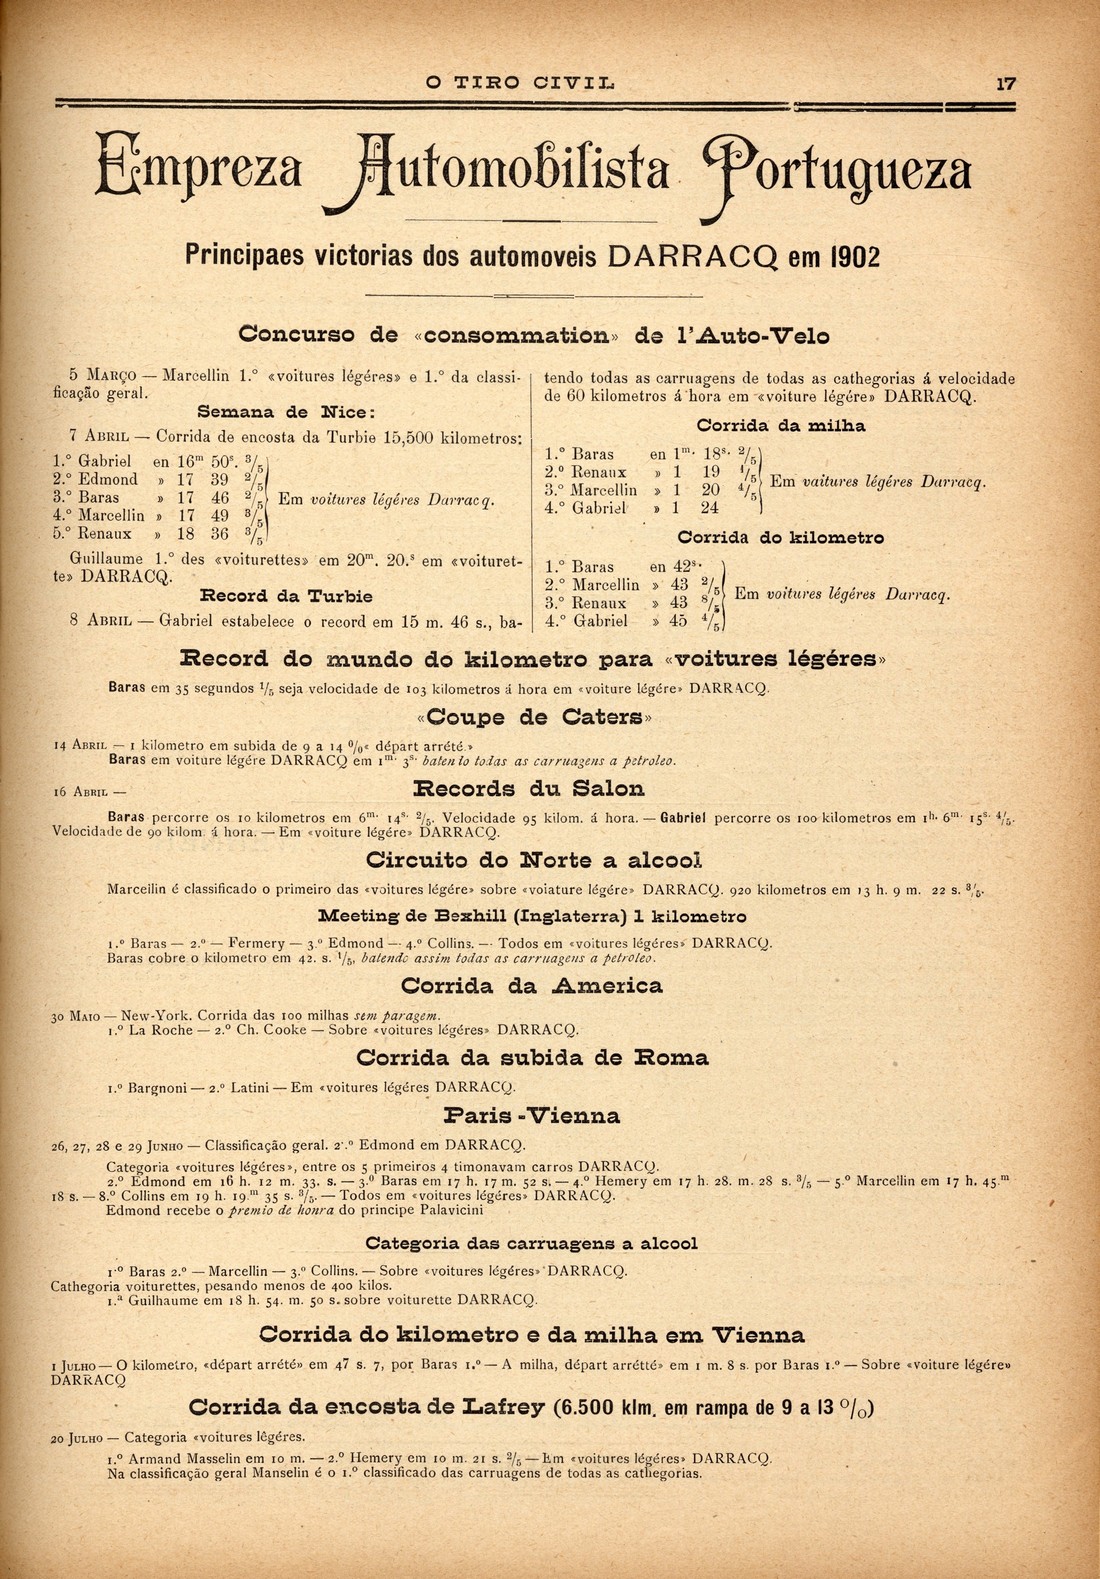 O TIRO CIVIL 17
Empreza Automobilista Portugueza
Principaes victorias dos automoveis DARRACQ em 1902
Concurso de «consommation» de l'Auto-Velo
5 MARÇO — Marcellin 1.º «voitures légéres» e 1.º da classi-
ficação geral.
Semana de Nice:
7 ABRIL — Corrida de encosta da Turbie 15,500 kilometros:
1.º Gabriel en 16m 50s. 3/5
2.º Edmond » 17 39 2/5
3.º Baras » 17 46 2/5 Em voitures légéres Darracq.
4.º Marcellin » 17 49 3/5
5.º Renaux » 18 36 3/5
Guillaume 1.º des «voiturettes» em 20m. 20.s em «voituret-
te» DARRACQ.
Record da Turbie
8 ABRIL — Gabriel estabelece o record em 15 m. 46 s., ba-
tendo todas as carruagens de todas as cathegorias á velocidade
de 60 kilometros á hora em «voiture légére» DARRACQ.
Corrida da milha
1.º Baras en 1m. 18s. 2/5
2.º Renaux » 1 19 1/5
3.º Marcellin » 1 20 4/5 Em vaitures légéres Darracq.
4.º Gabriel » 1 24
Corrida do kilometro
1.º Baras en 42s.
2.º Marcellin » 43 2/5
3.º Renaux » 43 8/5 Em voitures légéres Darracq.
4.º Gabriel » 45 4/5
Record do mundo do kilometro para «voitures légéres»
Baras em 35 segundos 1/5 seja velocidade de 103 kilometros á hora em «voiture légére» DARRACQ.
«Coupe de Caters»
14 ABRIL — 1 kilometro em subida de 9 a 14 º/o« départ arrété.»
Baras em voiture légére DARRACQ em 1m. 3s. batento todas as carruagens a petroleo.
16 ABRIL — Records du Salon
Baras percorre os 10 kilometros em 6m. 14s. 2/5. Velocidade 95 kilom. á hora. — Gabriel percorre os 100 kilometros em 1h. 6m. 15s. 4/5.
Velocidade de 90 kilom. á hora. — Em «voiture légére» DARRACQ.
Circuito do Norte a alcool
Marcellin é classificado o primeiro das «voitures légére» sobre «voiature légére» DARRACQ. 920 kilometros em 13 h. 9 m. 22 s. 3/5.
Meeting de Bexhill (Inglaterra) 1 kilometro
1.º Baras — 2.º — Fermery — 3.º Edmond — 4.º Collins. — Todos em «voitures légéres» DARRACQ.
Baras cobre o kilometro em 42. s. 1/5, batendo assim todas as carruagens a petroleo.
Corrida da America
30 MAIO — New-York. Corrida das 100 milhas sem paragem.
1.º La Roche — 2.º Ch. Cooke — Sobre «voitures légéres» DARRACQ.
Corrida da subida de Roma
1.º Bargnoni — 2.º Latini — Em «voitures légéres DARRACQ.
Paris-Vienna
26, 27, 28 e 29 JUNHO — Classificação geral. 2.º Edmond em DARRACQ.
Categoria «voitures légéres», entre os 5 primeiros 4 timonavam carros DARRACQ.
2.º Edmond em 16 h. 12 m. 33. s. — 3.º Baras em 17 h. 17 m. 52 s. — 4.º Hemery em 17 h. 28. m. 28 s. 3/5 — 5.º Marcellin em 17 h. 45.m
18 s. — 8.º Collins em 19 h. 19.m 35 s. 3/5. — Todos em «voitures légéres» DARRACQ.
Edmond recebe o premio de honra do principe Palavicini
Categoria das carruagens a alcool
1.º Baras 2.º — Marcellin — 3.º Collins. — Sobre «voitures légéres» DARRACQ.
Cathegoria voiturettes, pesando menos de 400 kilos.
1.ª Guilhaume em 18 h. 54. m. 50 s. sobre voiturette DARRACQ.
Corrida do kilometro e da milha em Vienna
1 JULHO — O kilometro, «départ arrété» em 47 s. 7, por Baras 1.º — A milha, départ arrétté» em 1 m. 8 s. por Baras 1.º — Sobre «voiture légére»
DARRACQ
Corrida da encosta de Lafrey (6.500 klm. em rampa de 9 a 13 º/o)
20 JULHO — Categoria «voitures légéres.
1.º Armand Masselin em 10 m. — 2.º Hemery em 10 m. 21 s. 2/5 — Em «voitures légéres» DARRACQ.
Na classificação geral Manselin é o 1.º classificado das carruagens de todas as cathegorias.